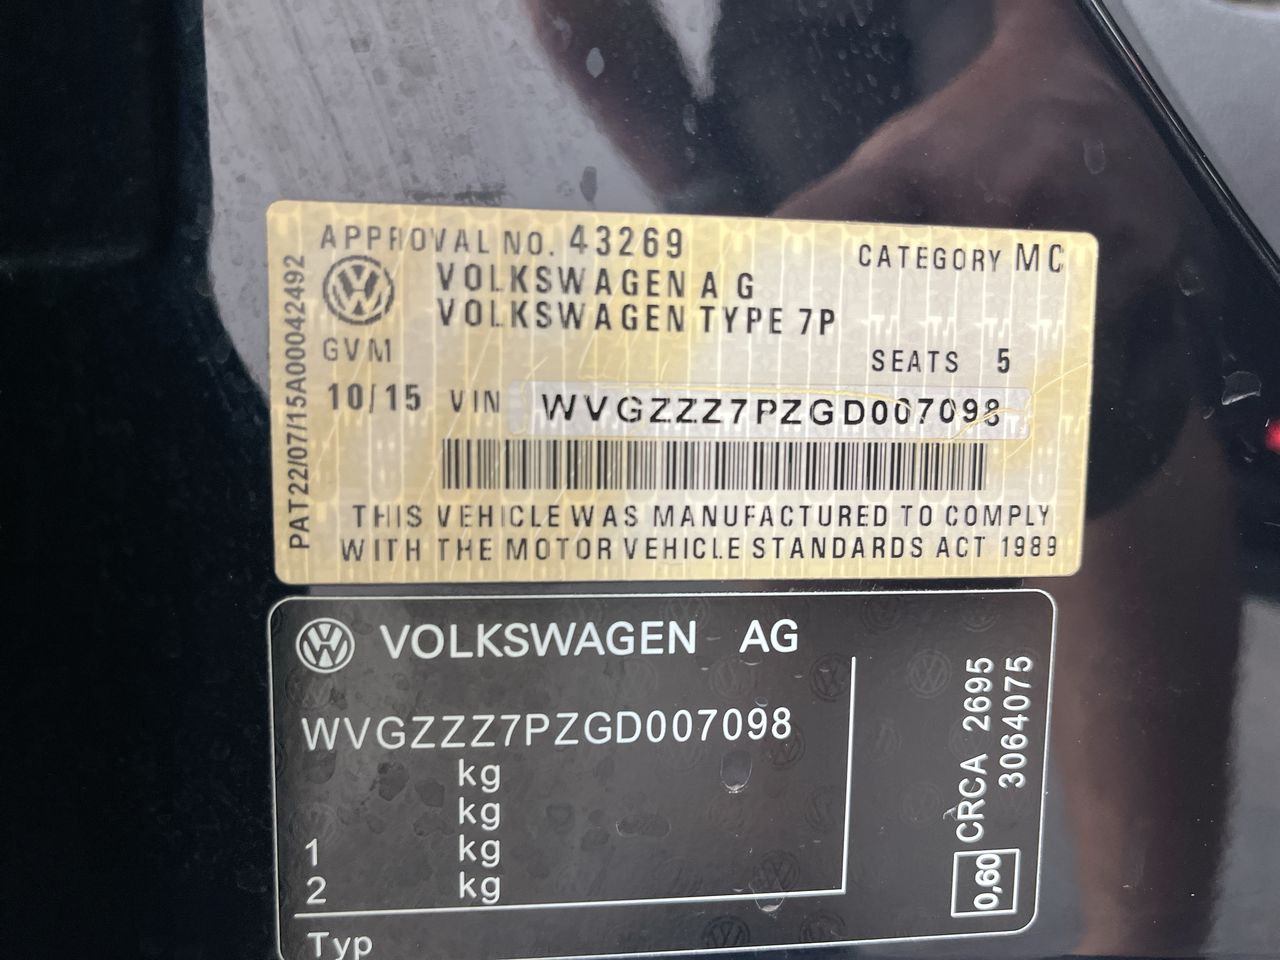 APPROVAL NO. 43269
CATEGORY MC
VOLKSWAGEN AG
VOLKSWAGEN TYPE 7P
GVM
SEATS 5
10/15 VIN WVGZZZ7PZGD007098
THIS VEHICLE WAS MANUFACTURED TO COMPLY
WITH THE MOTOR VEHICLE STANDARDS ACT 1989
PAT22/07/15A00042492
VOLKSWAGEN AG
WVGZZZ7PZGD007098
kg
kg
1 kg
2 kg
Typ
0,60 CRCA 2695
3064075